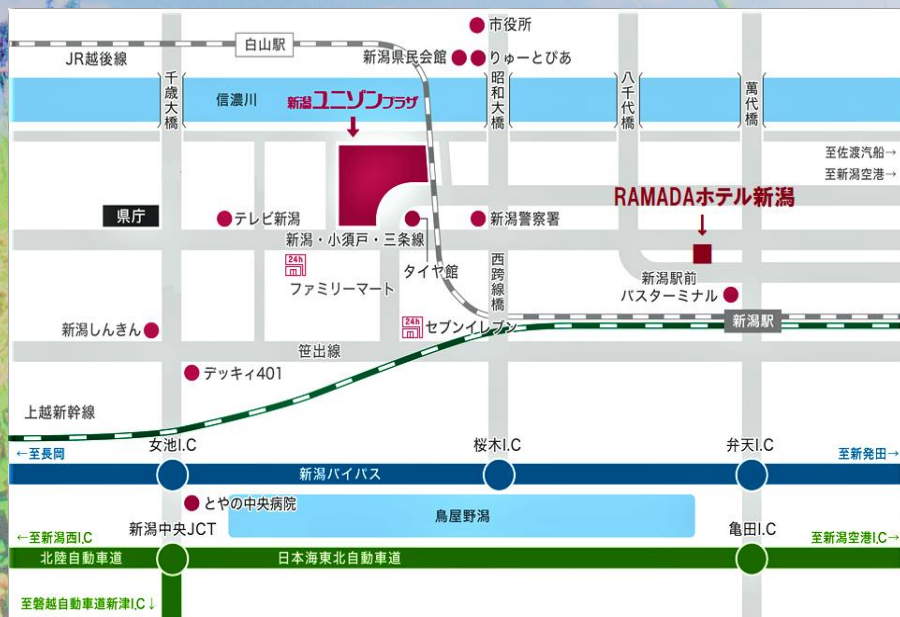 市役所
白山駅
JR越後線
新潟県民会館
りゅーとぴあ
千歳大橋
信濃川
新潟ユニゾンプラザ
昭和大橋
八千代橋
萬代橋
至佐渡汽船→
至新潟空港→
RAMADAホテル新潟
県庁
テレビ新潟
新潟警察署
新潟・小須戸・三条線
24h
ファミリーマート
タイヤ館
西跨線橋
新潟駅前
バスターミナル
新潟しんきん
24h
セブンイレブン
新潟駅
笹出線
デッキィ401
上越新幹線
女池I.C
桜木I.C
弁天I.C
←至長岡
新潟バイパス
至新発田→
とやの中央病院
鳥屋野潟
新潟中央JCT
亀田I.C
←至新潟西I.C
至新潟空港I.C→
北陸自動車道
日本海東北自動車道
至磐越自動車道新津I.C↓